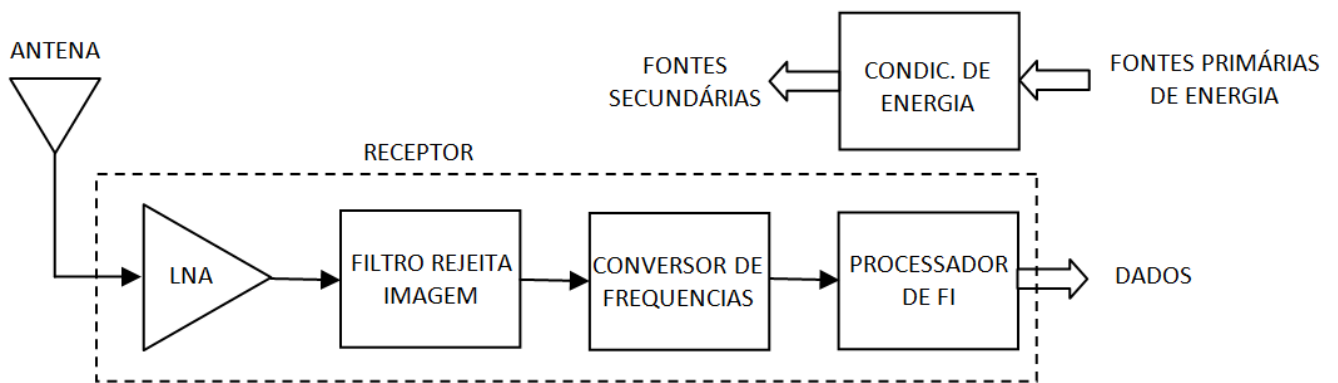 ANTENA
FONTES
SECUNDÁRIAS
CONDIC. DE
ENERGIA
FONTES PRIMÁRIAS
DE ENERGIA
RECEPTOR
LNA
FILTRO REJEITA
IMAGEM
CONVERSOR DE
FREQUENCIAS
PROCESSADOR
DE FI
DADOS